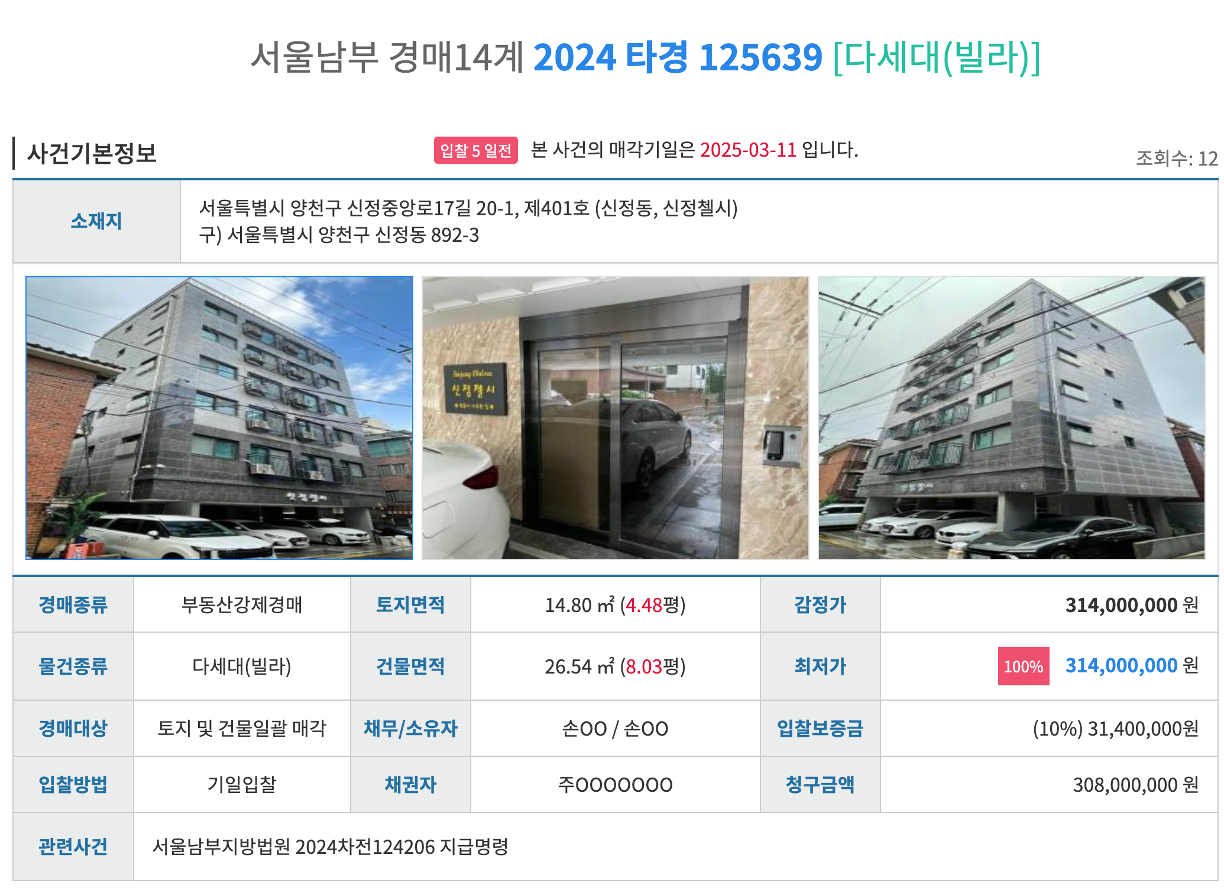 서울남부 경매14계 2024 타경 125639 [다세대(빌라)]
사건기본정보 입찰 5 일전 본 사건의 매각기일은 2025-03-11 입니다. 조회수: 12
소재지
서울특별시 양천구 신정중앙로17길 20-1, 제401호 (신정동, 신정첼시)
구) 서울특별시 양천구 신정동 892-3
신정첼시
신정첼시
신정첼시
경매종류 부동산강제경매 토지면적 14.80 ㎡ (4.48평) 감정가 314,000,000 원
물건종류 다세대(빌라) 건물면적 26.54 ㎡ (8.03평) 최저가 100% 314,000,000 원
경매대상 토지 및 건물일괄 매각 채무/소유자 손OO / 손OO 입찰보증금 (10%) 31,400,000원
입찰방법 기일입찰 채권자 주OOOOOOO 청구금액 308,000,000 원
관련사건 서울남부지방법원 2024차전124206 지급명령